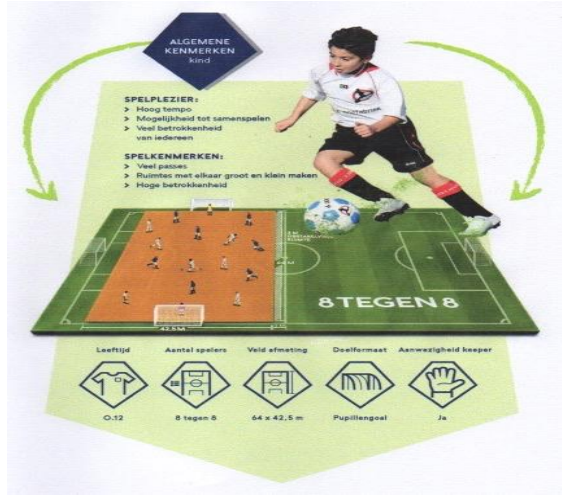 ALGEMENE
KENMERKEN
kind
SPELPLEZIER:
> Hoog tempo
> Mogelijkheid tot samenspelen
> Veel betrokkenheid
van iedereen
SPELKENMERKEN:
> Veel passes
> Ruimtes met elkaar groot en klein maken
> Hoge betrokkenheid
8 TEGEN 8
42,5 M
Leeftijd
Aantal spelers
Veld afmeting
Doelformaat
Aanwezigheid keeper
O.12
8 tegen 8
64 x 42,5 m
Pupillengoal
Ja